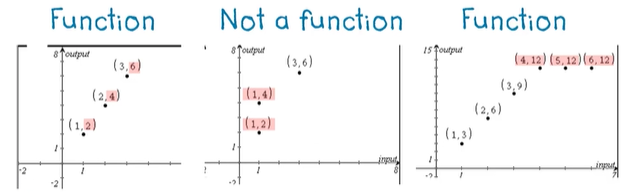 Function
8 output
(3,6)
(2,4)
(1,2)
1
-2
1
-2
Not a function
8 output
(3,6)
(1,4)
(1,2)
1
input
1
8
-2
Function
15 output
(4,12) (5,12) (6,12)
(3,9)
(2,6)
(1,3)
1
input
1
7
-2